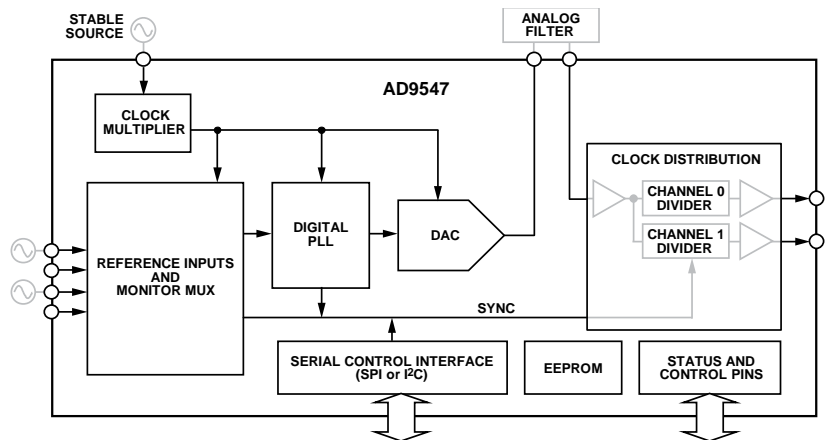 STABLE
SOURCE
ANALOG
FILTER
AD9547
CLOCK
MULTIPLIER
CLOCK DISTRIBUTION
CHANNEL 0
DIVIDER
CHANNEL 1
DIVIDER
DIGITAL
PLL
DAC
REFERENCE INPUTS
AND
MONITOR MUX
SYNC
SERIAL CONTROL INTERFACE
(SPI or I²C)
EEPROM
STATUS AND
CONTROL PINS